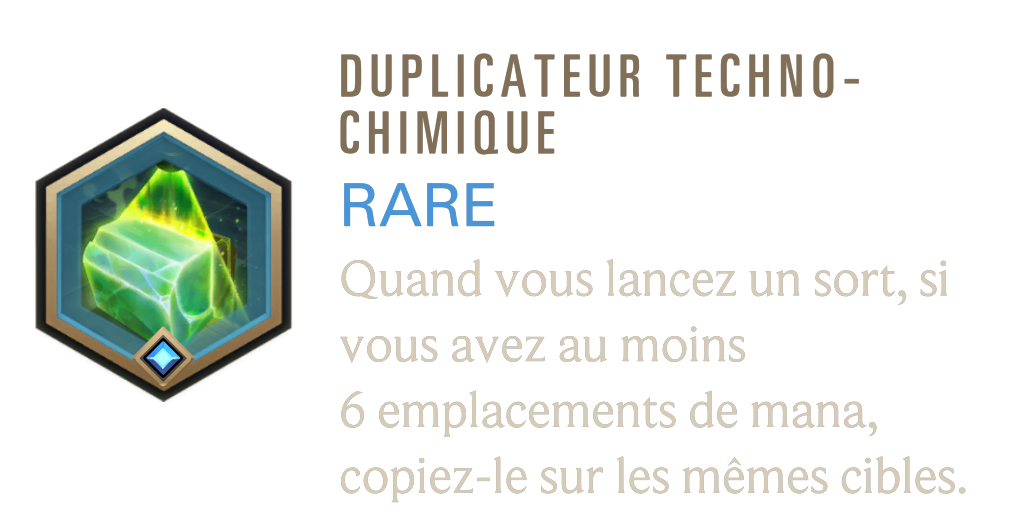 DUPLICATEUR TECHNO-
CHIMIQUE
RARE
Quand vous lancez un sort, si
vous avez au moins
6 emplacements de mana,
copiez-le sur les mêmes cibles.